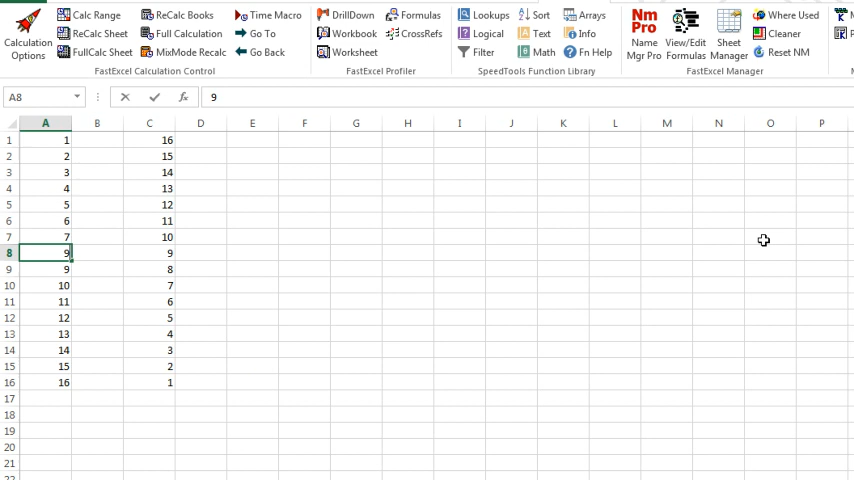 Calculation Options
Calc Range
ReCalc Sheet
FullCalc Sheet
ReCalc Books
Full Calculation
MixMode Recalc
Time Macro
Go To
Go Back
FastExcel Calculation Control
DrillDown
Workbook
Worksheet
Formulas
CrossRefs
FastExcel Profiler
Lookups
Logical
Filter
Sort
Text
Math
Arrays
Info
Fn Help
SpeedTools Function Library
Nm Pro
Name Mgr Pro
View/Edit Formulas
Sheet Manager
Where Used
Cleaner
Reset NM
FastExcel Manager
A8 fx 9
A B C D E F G H I J K L M N O P
1 1 16
2 2 15
3 3 14
4 4 13
5 5 12
6 6 11
7 7 10
8 9 9
9 9 8
10 10 7
11 11 6
12 12 5
13 13 4
14 14 3
15 15 2
16 16 1
17
18
19
20
21
22